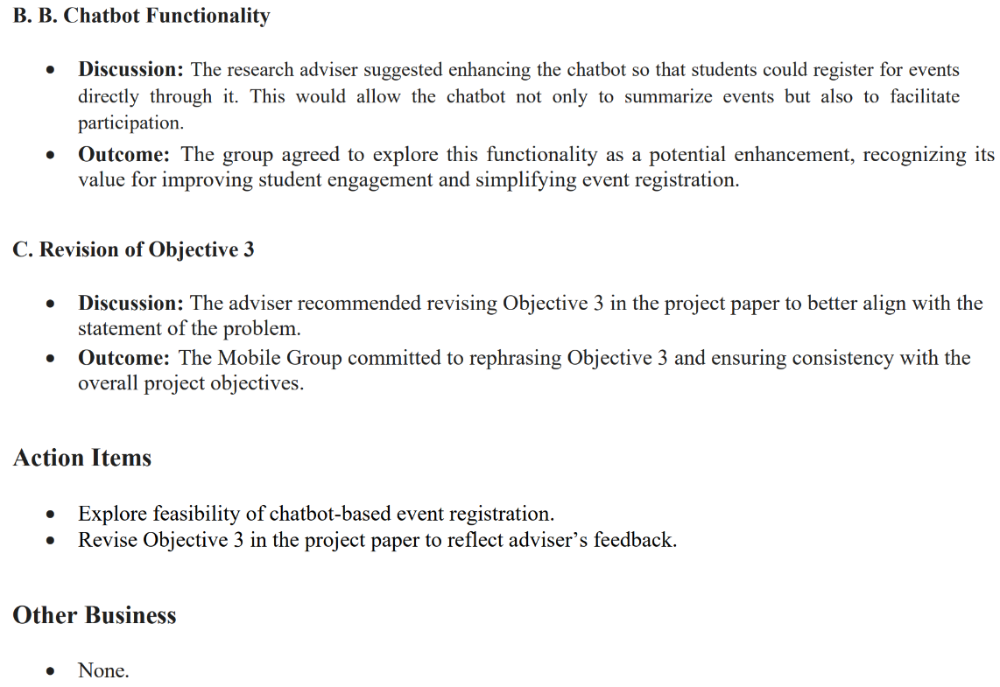 B. B. Chatbot Functionality
• Discussion: The research adviser suggested enhancing the chatbot so that students could register for events
directly through it. This would allow the chatbot not only to summarize events but also to facilitate
participation.
• Outcome: The group agreed to explore this functionality as a potential enhancement, recognizing its
value for improving student engagement and simplifying event registration.
C. Revision of Objective 3
• Discussion: The adviser recommended revising Objective 3 in the project paper to better align with the
statement of the problem.
• Outcome: The Mobile Group committed to rephrasing Objective 3 and ensuring consistency with the
overall project objectives.
Action Items
• Explore feasibility of chatbot-based event registration.
• Revise Objective 3 in the project paper to reflect adviser’s feedback.
Other Business
• None.